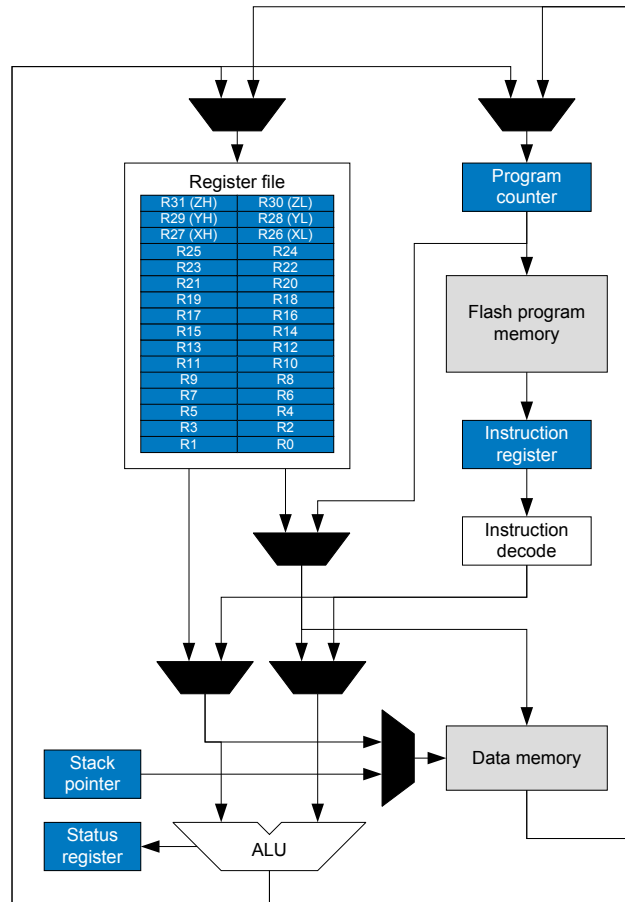 Register file
R31 (ZH) R30 (ZL)
R29 (YH) R28 (YL)
R27 (XH) R26 (XL)
R25 R24
R23 R22
R21 R20
R19 R18
R17 R16
R15 R14
R13 R12
R11 R10
R9 R8
R7 R6
R5 R4
R3 R2
R1 R0
Program
counter
Flash program
memory
Instruction
register
Instruction
decode
Stack
pointer
Data memory
Status
register
ALU